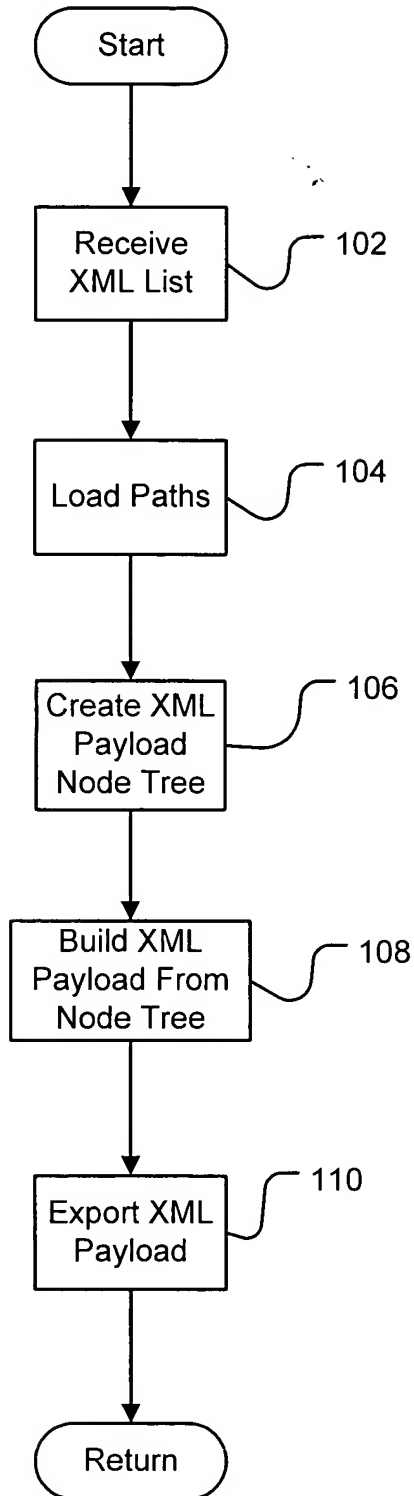 Start
Receive
XML List
102
Load Paths
104
Create XML
Payload
Node Tree
106
Build XML
Payload From
Node Tree
108
Export XML
Payload
110
Return